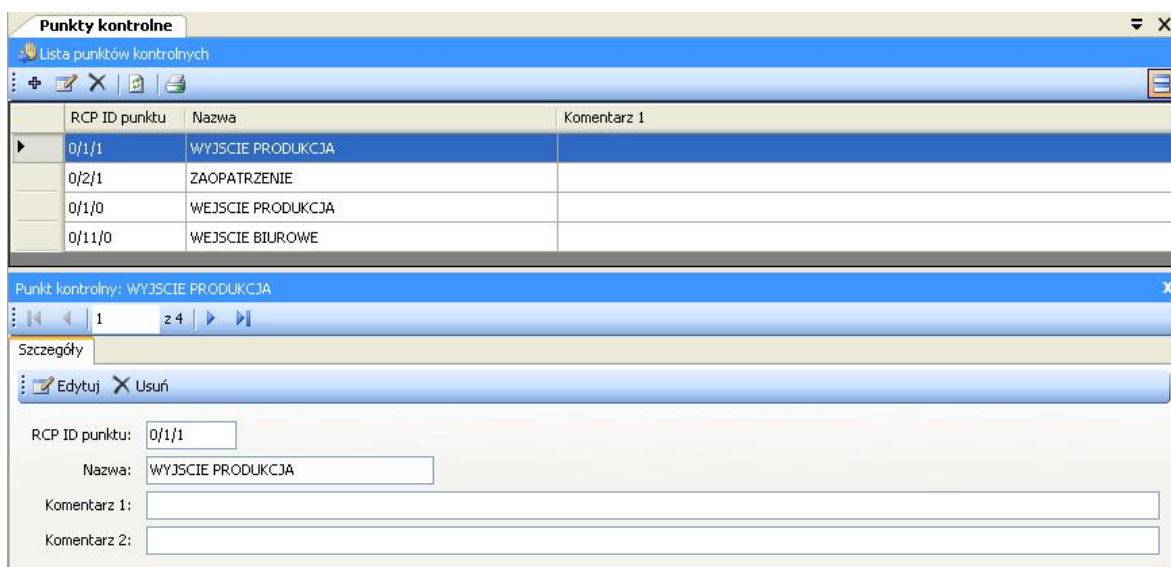 Punkty kontrolne
Lista punktów kontrolnych
RCP ID punktu Nazwa Komentarz 1
0/1/1 WYJSCIE PRODUKCJA
0/2/1 ZAOPATRZENIE
0/1/0 WEJSCIE PRODUKCJA
0/11/0 WEJSCIE BIUROWE
Punkt kontrolny: WYJSCIE PRODUKCJA
1 z 4
Szczegóły
Edytuj Usuń
RCP ID punktu: 0/1/1
Nazwa: WYJSCIE PRODUKCJA
Komentarz 1:
Komentarz 2: